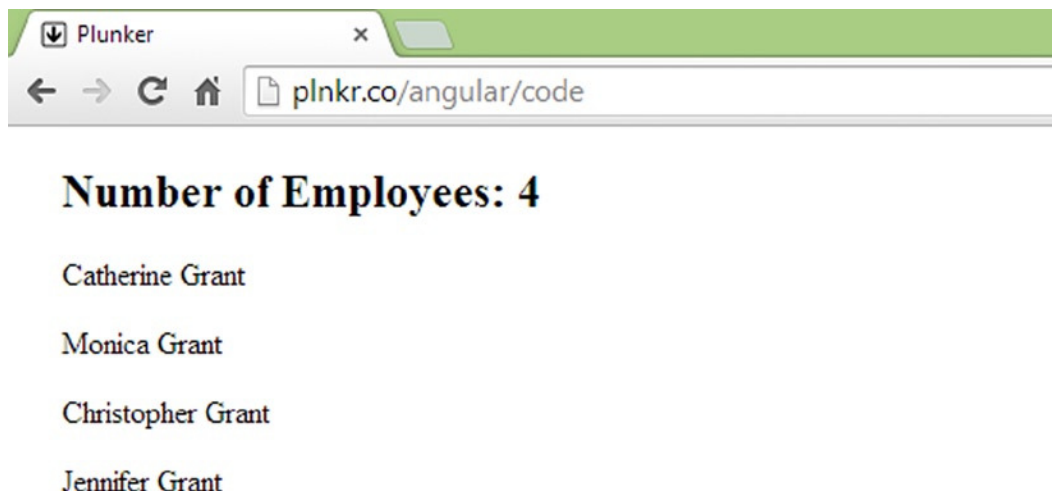 Plunker
plnkr.co/angular/code
Number of Employees: 4
Catherine Grant
Monica Grant
Christopher Grant
Jennifer Grant